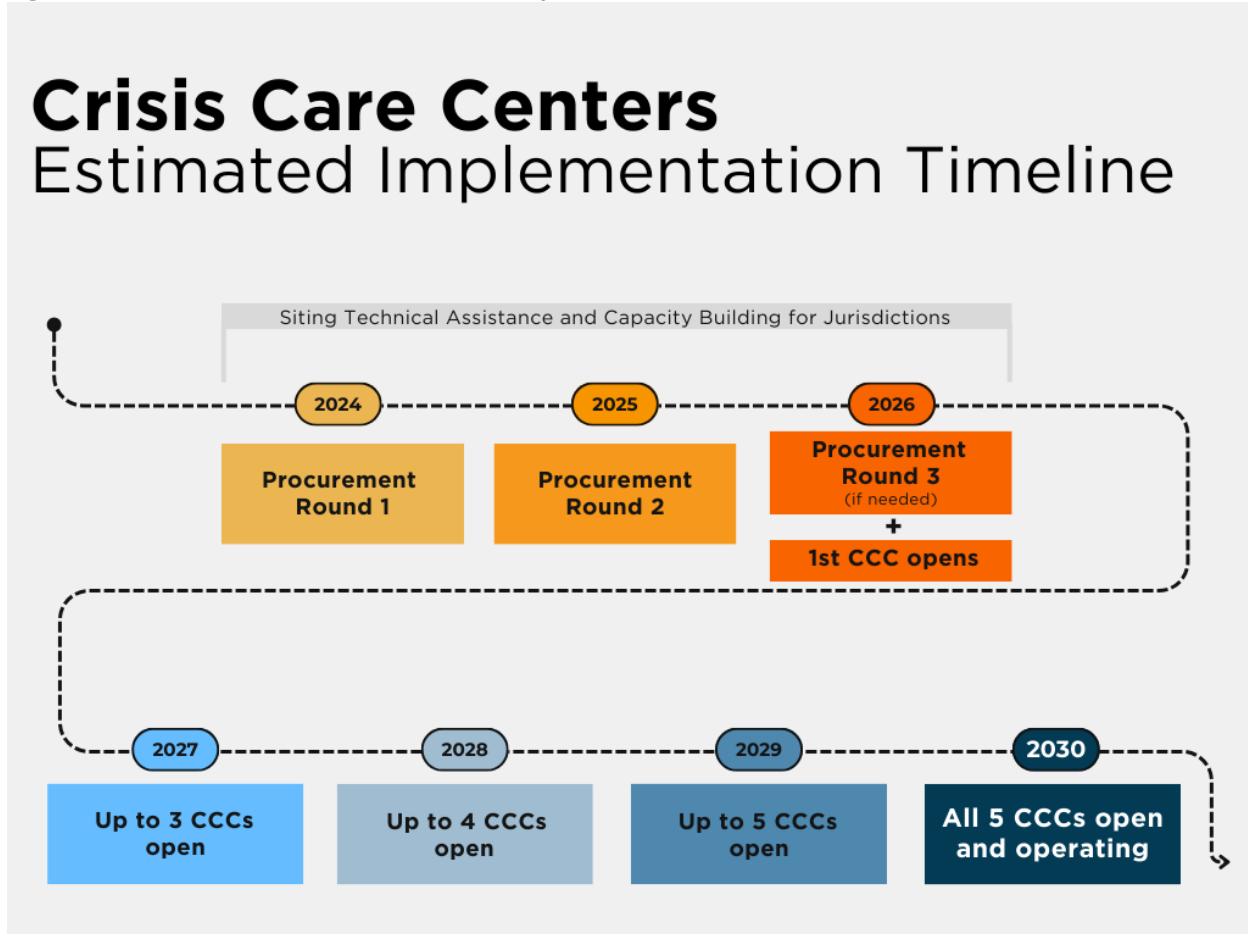 Crisis Care Centers
Estimated Implementation Timeline
Siting Technical Assistance and Capacity Building for Jurisdictions
2024
2025
2026
Procurement
Round 1
Procurement
Round 2
Procurement
Round 3
(if needed)
+
1st CCC opens
2027
2028
2029
2030
Up to 3 CCCs
open
Up to 4 CCCs
open
Up to 5 CCCs
open
All 5 CCCs open
and operating